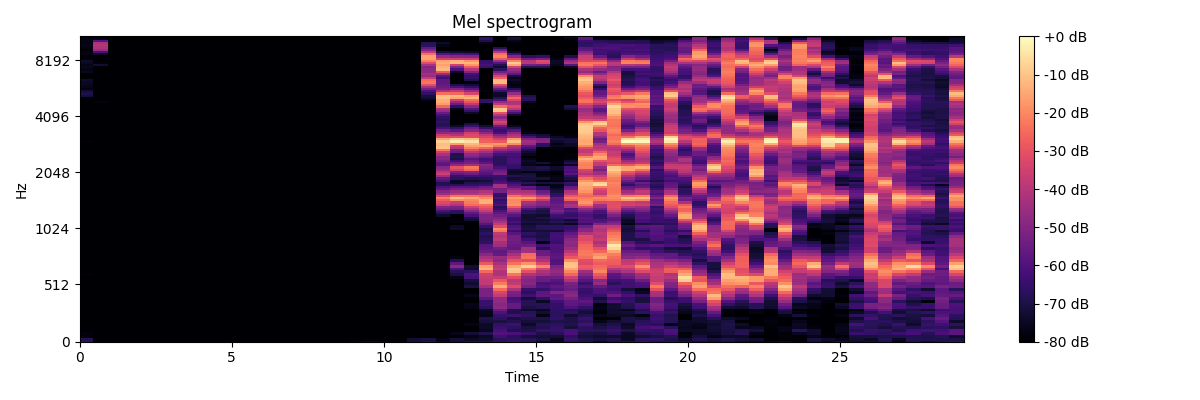 Mel spectrogram
8192
4096
2048
1024
512
0
Hz
0 5 10 15 20 25
Time
+0 dB
-10 dB
-20 dB
-30 dB
-40 dB
-50 dB
-60 dB
-70 dB
-80 dB